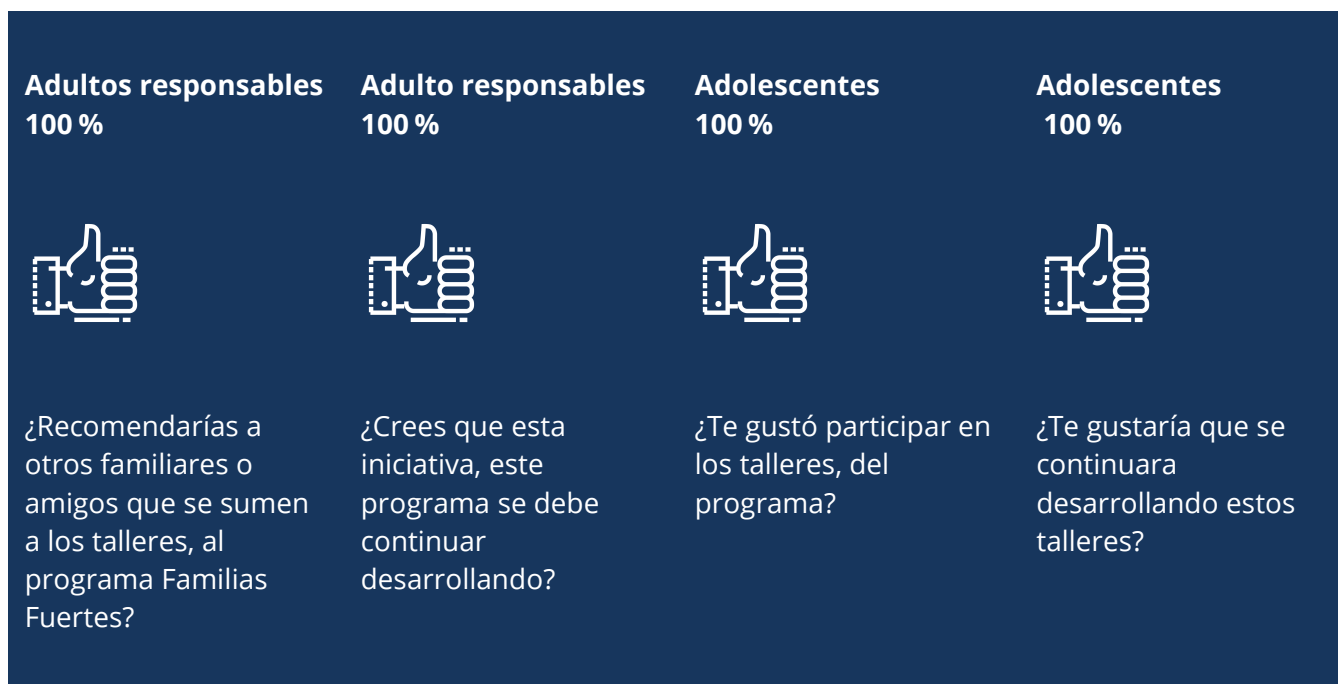 Adultos responsables
100 %
¿Recomendarías a
otros familiares o
amigos que se sumen
a los talleres, al
programa Familias
Fuertes?
Adulto responsables
100 %
¿Crees que esta
iniciativa, este
programa se debe
continuar
desarrollando?
Adolescentes
100 %
¿Te gustó participar en
los talleres, del
programa?
Adolescentes
100 %
¿Te gustaría que se
continuara
desarrollando estos
talleres?